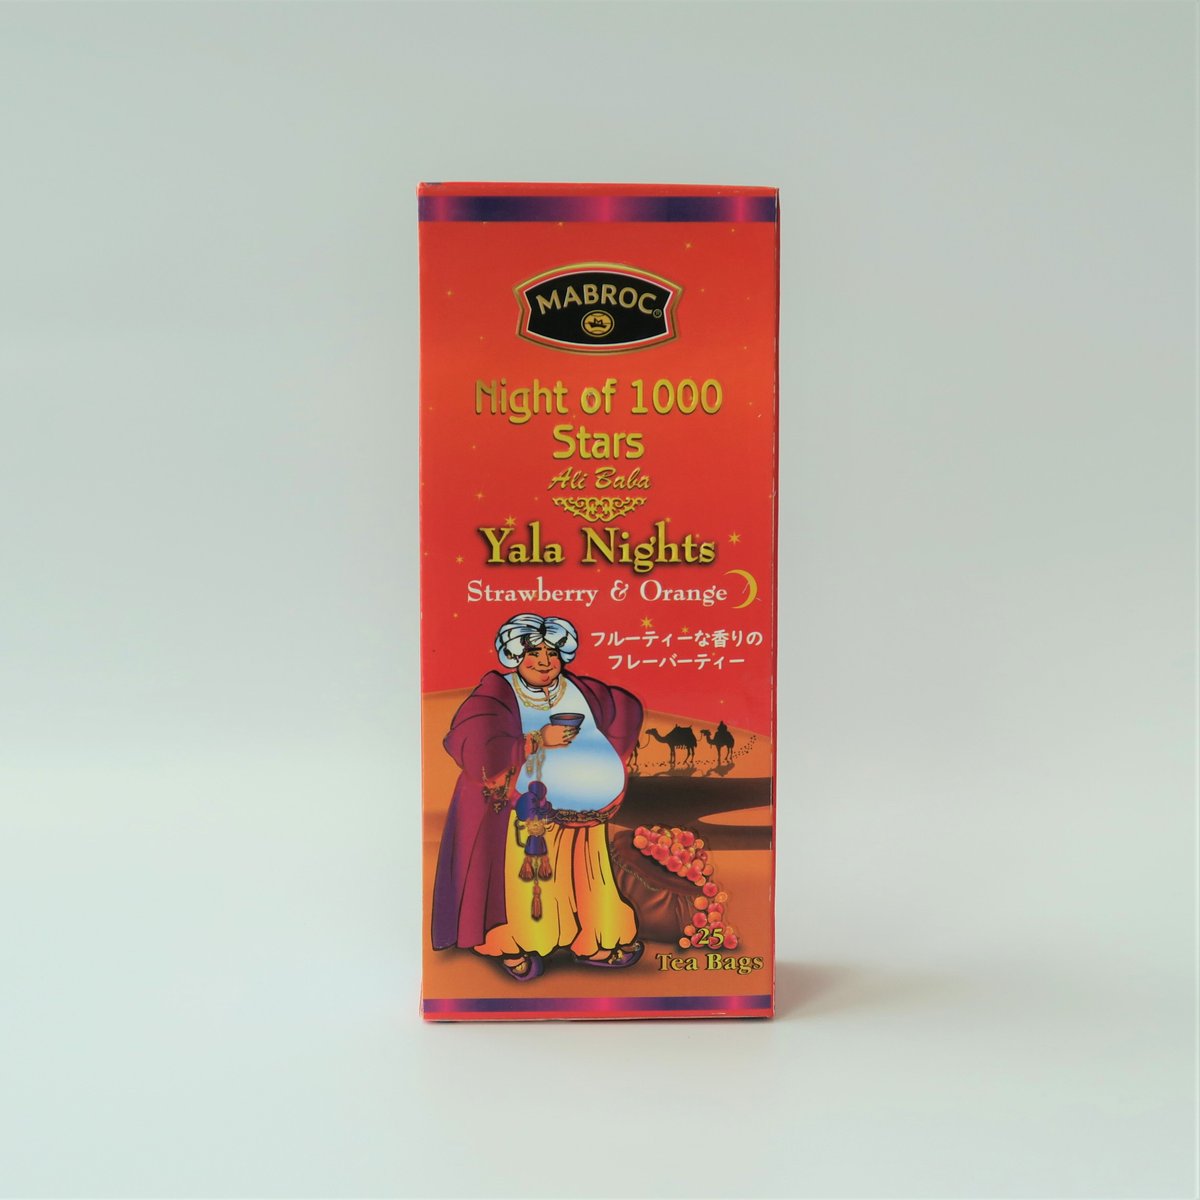 MABROC®
Night of 1000
Stars
Ali Baba
Yala Nights
Strawberry & Orange
フルーティーな香りの
フレーバーティー
25
Tea Bags